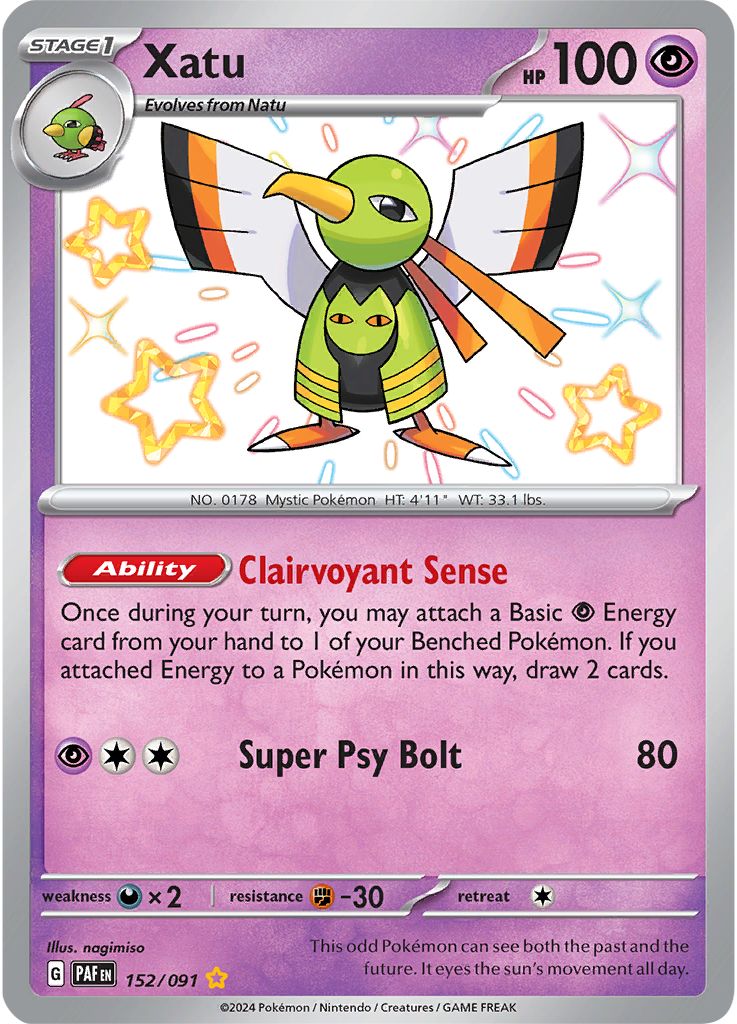 STAGE1
Xatu
HP 100
Evolves from Natu
NO. 0178 Mystic Pokémon HT: 4'11" WT: 33.1 lbs.
Ability Clairvoyant Sense
Once during your turn, you may attach a Basic Energy
card from your hand to 1 of your Benched Pokémon. If you
attached Energy to a Pokémon in this way, draw 2 cards.
Super Psy Bolt 80
weakness ×2 resistance -30 retreat
Illus. nagimiso
G PAF EN 152/091
This odd Pokémon can see both the past and the
future. It eyes the sun's movement all day.
©2024 Pokémon / Nintendo / Creatures / GAME FREAK